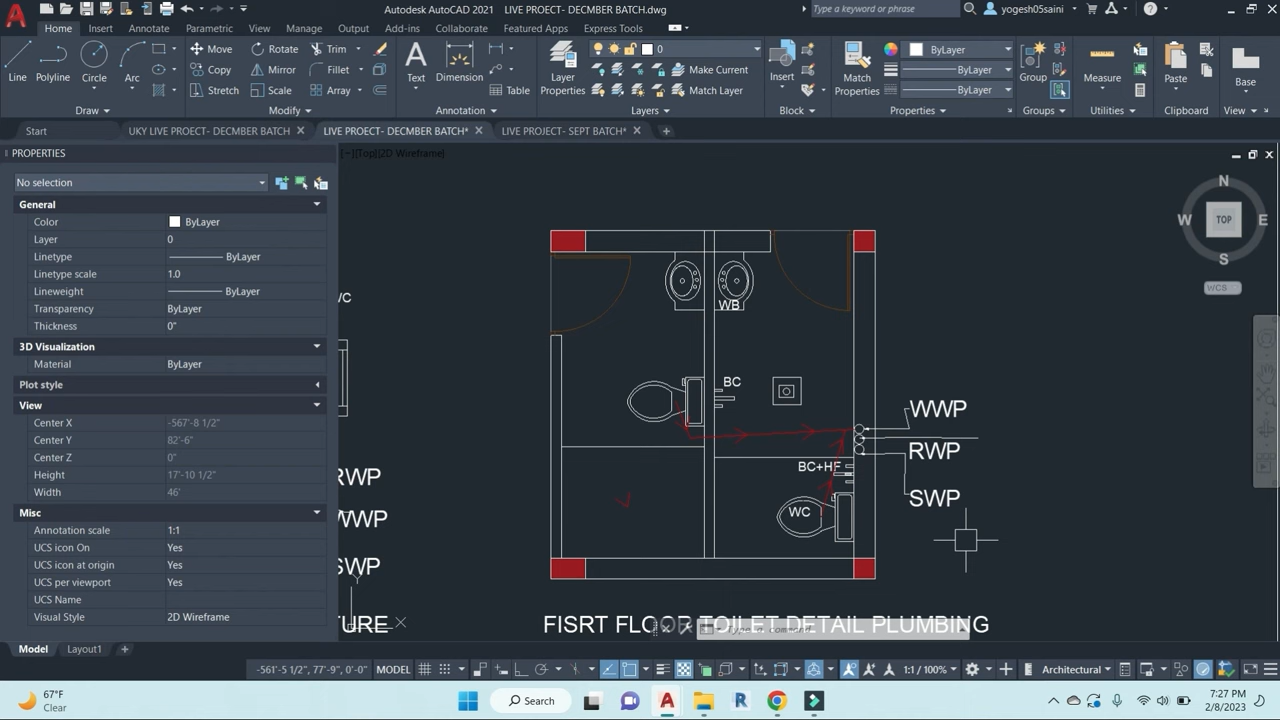 Autodesk AutoCAD 2021 LIVE PROECT- DECMBER BATCH.dwg
Type a keyword or phrase
yogesh05saini
Home Insert Annotate Parametric View Manage Output Add-ins Collaborate Express Tools Featured Apps
Line Polyline Circle Arc
Move Rotate Trim
Copy Mirror Fillet
Stretch Scale Array
Text Dimension
Table
Layer Properties
0
Make Current
Match Layer
Insert
Match Properties
ByLayer
ByLayer
ByLayer
Group
Measure
Paste
Base
Draw Modify Annotation Layers Block Properties Groups Utilities Clipboard View
Start UKY LIVE PROECT- DECMBER BATCH LIVE PROECT- DECMBER BATCH* LIVE PROJECT- SEPT BATCH*
PROPERTIES
[−][Top][2D Wireframe]
No selection
General
Color ByLayer
Layer 0
Linetype ByLayer
Linetype scale 1.0
Lineweight ByLayer
Transparency ByLayer
Thickness 0"
3D Visualization
Material ByLayer
Plot style
View
Center X -567'-8 1/2"
Center Y 82'-6"
Center Z 0"
Height 17'-10 1/2"
Width 46'
Misc
Annotation scale 1:1
UCS icon On Yes
UCS icon at origin Yes
UCS per viewport Yes
UCS Name
Visual Style 2D Wireframe
N
W TOP E
S
WCS
WC
RWP
WWP
SWP
TURE
WB
BC
BC+HF
WC
WWP
RWP
SWP
FISRT FLOOR TOILET DETAIL PLUMBING
Type a command
Model Layout1
-561'-5 1/2", 77'-9", 0'-0" MODEL 1:1 / 100% Architectural
67°F
Clear
Search
7:27 PM
2/8/2023